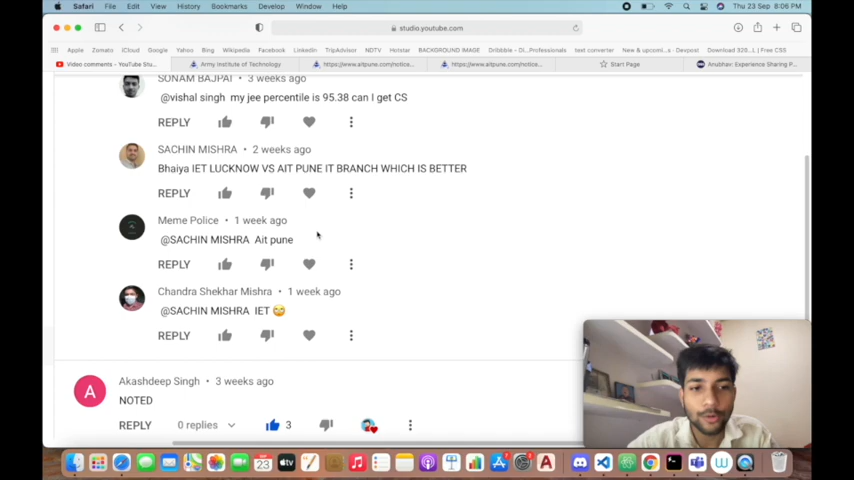 Safari File Edit View History Bookmarks Develop Window Help
Thu 23 Sep 8:06 PM
studio.youtube.com
Apple Zomato iCloud Google Yahoo Bing Wikipedia Facebook LinkedIn TripAdvisor NDTV Hotstar BACKGROUND IMAGE Dribbble - Di...Professionals text converter New & upcomi...s · Devpost Download 328...( Free CSS
Video comments - YouTube Stu... Army Institute of Technology https://www.aitpune.com/notice... https://www.aitpune.com/notice... Start Page Anubhav: Experience Sharing P...
SONAM BAJPAI • 3 weeks ago
@vishal singh my jee percentile is 95.38 can I get CS
REPLY
SACHIN MISHRA • 2 weeks ago
Bhaiya IET LUCKNOW VS AIT PUNE IT BRANCH WHICH IS BETTER
REPLY
Meme Police • 1 week ago
@SACHIN MISHRA Ait pune
REPLY
Chandra Shekhar Mishra • 1 week ago
@SACHIN MISHRA IET 🙄
REPLY
A
Akashdeep Singh • 3 weeks ago
NOTED
REPLY 0 replies 3